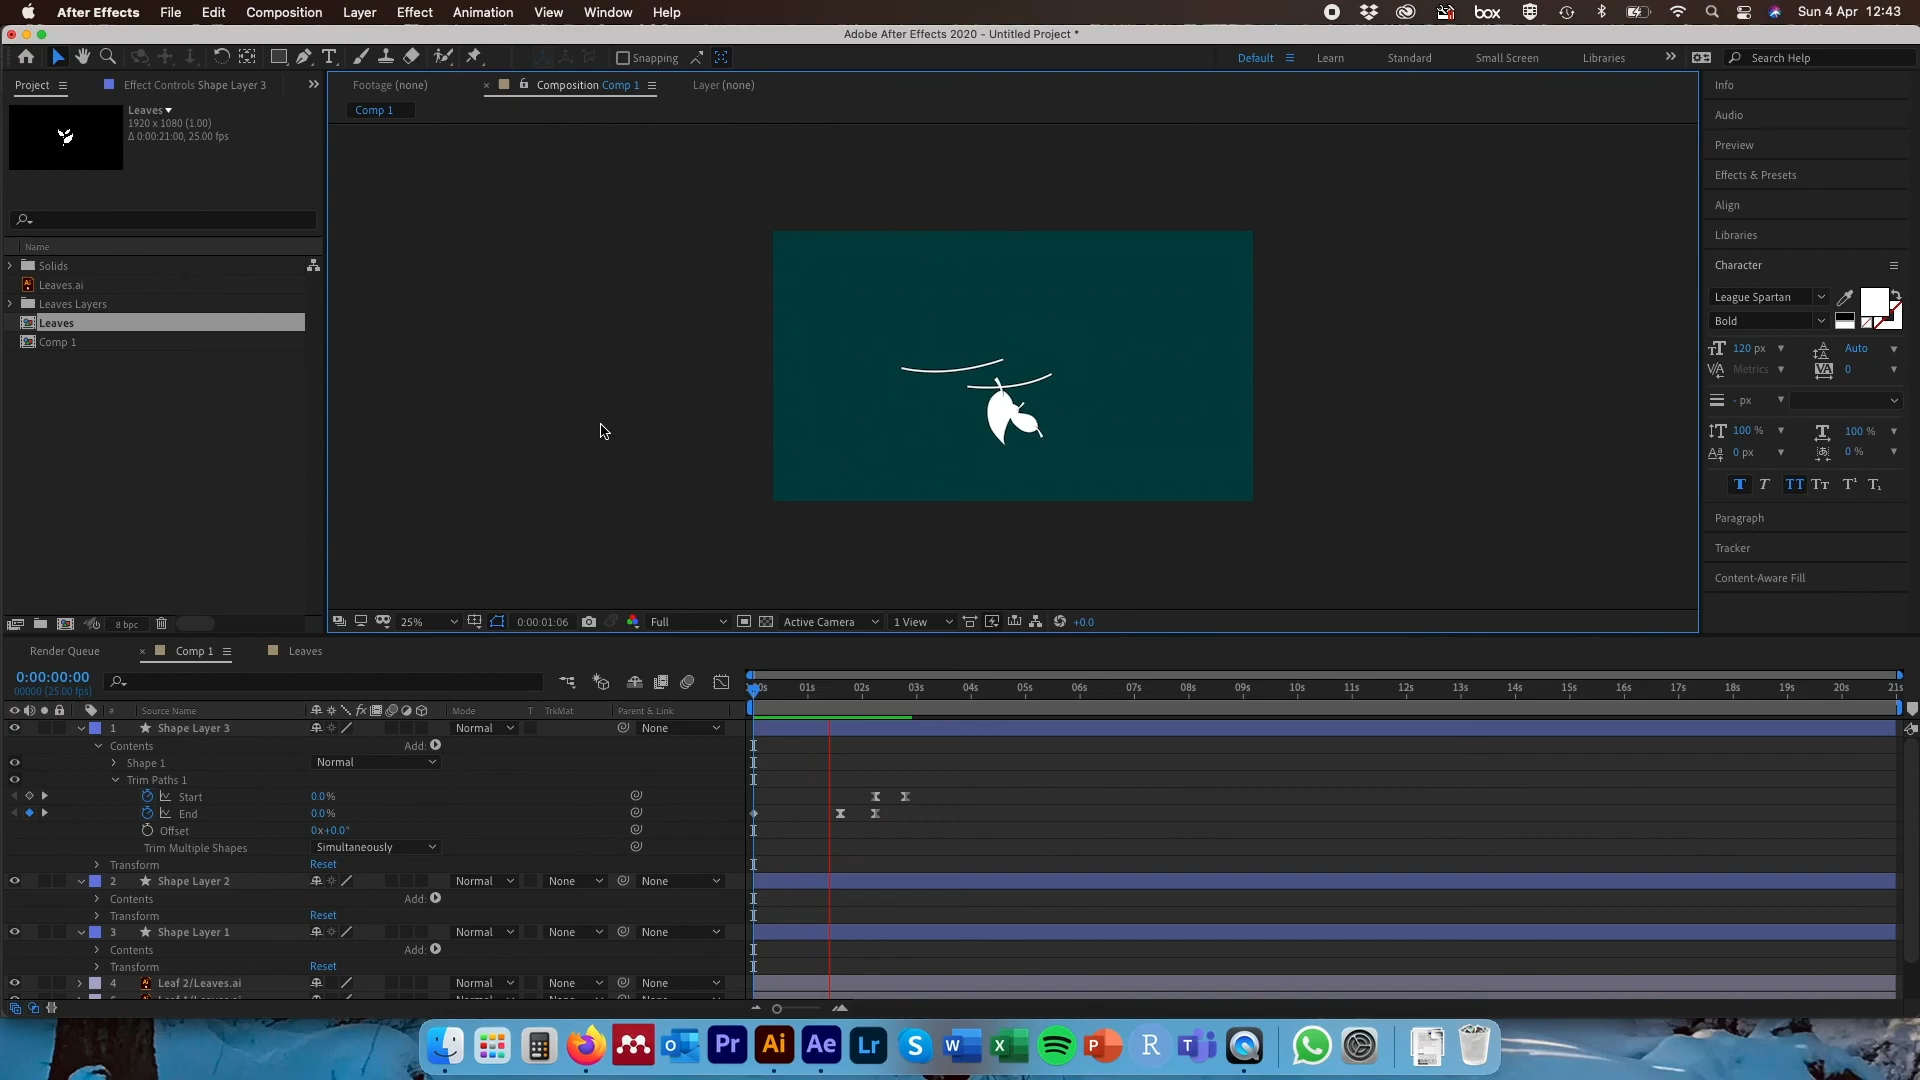 After Effects File Edit Composition Layer Effect Animation View Window Help box Sun 4 Apr 12:43
Adobe After Effects 2020 - Untitled Project *
Snapping Default Learn Standard Small Screen Libraries Search Help
Project Effect Controls Shape Layer 3 Footage (none) Composition Comp 1 Layer (none) Info
Leaves
1920 x 1080 (1.00)
Δ 0:00:21:00, 25.00 fps
Comp 1
Audio
Preview
Effects & Presets
Align
Libraries
Name
Solids
Leaves.ai
Leaves Layers
Leaves
Comp 1
Character
League Spartan
Bold
120 px Auto
Metrics 0
- px
100 % 100 %
0 px 0 %
T T TT Tт T¹ T₁
Paragraph
Tracker
Content-Aware Fill
8 bpc 25% 0:00:01:06 Full Active Camera 1 View +0.0
Render Queue Comp 1 Leaves
0:00:00:00
00000 (25.00 fps)
01s 02s 03s 04s 05s 06s 07s 08s 09s 10s 11s 12s 13s 14s 15s 16s 17s 18s 19s 20s 21s
# Source Name fx Mode T TrkMat Parent & Link
1 Shape Layer 3 Normal None
Contents Add:
Shape 1 Normal
Trim Paths 1
Start 0.0%
End 0.0%
Offset 0x+0.0°
Trim Multiple Shapes Simultaneously
Transform Reset
2 Shape Layer 2 Normal None None
Contents Add:
Transform Reset
3 Shape Layer 1 Normal None None
Contents Add:
Transform Reset
4 Leaf 2/Leaves.ai Normal None None
Pr Ai Ae Lr S W X P R T